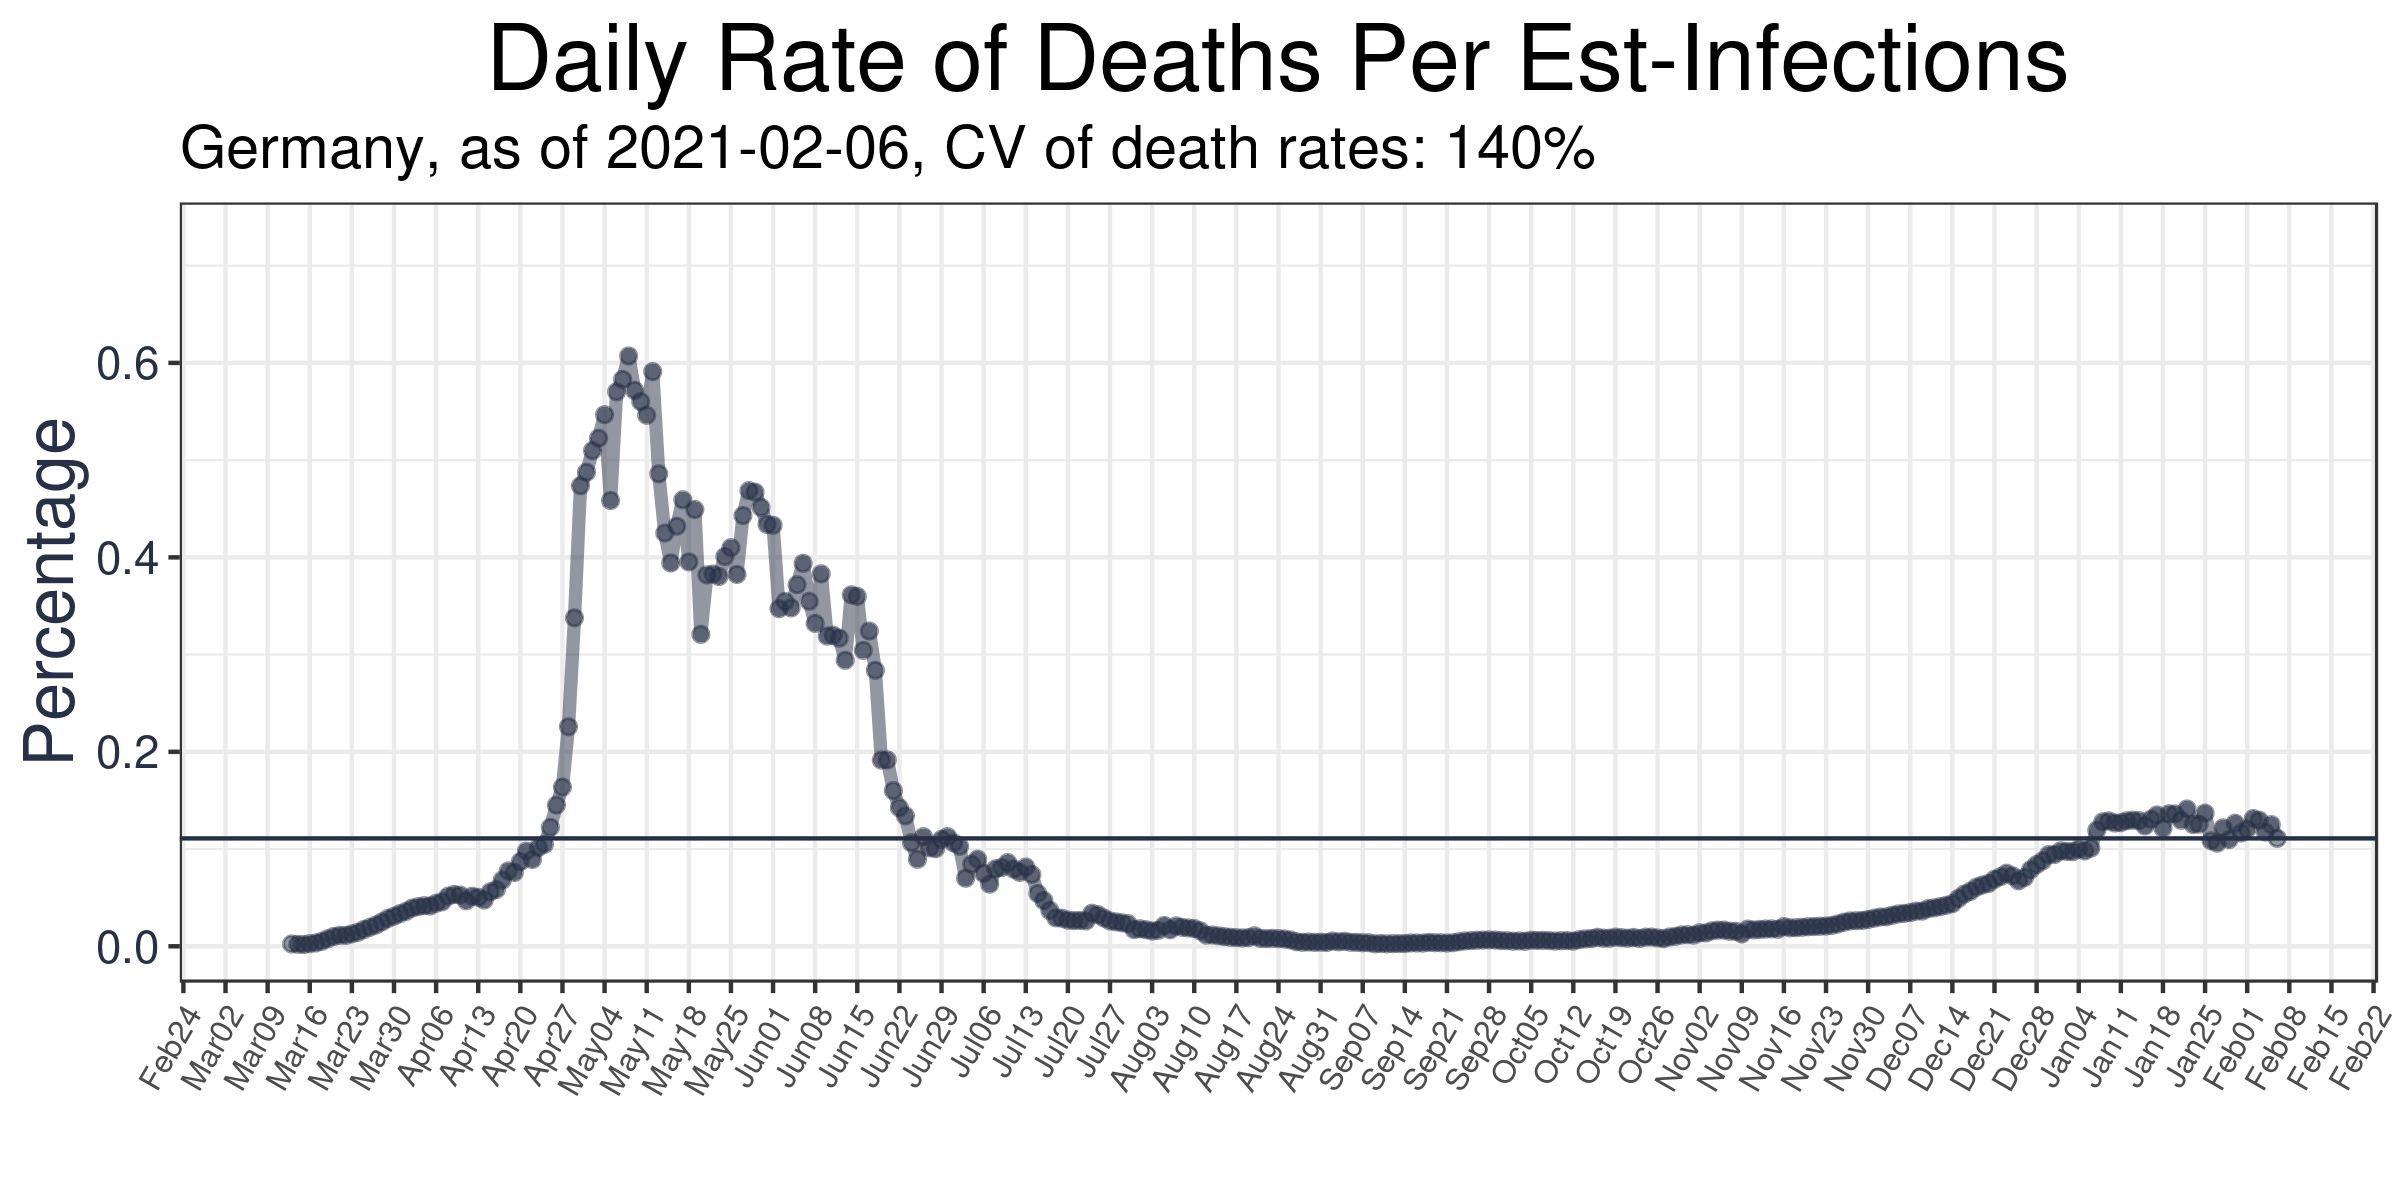 Daily Rate of Deaths Per Est-Infections
Germany, as of 2021-02-06, CV of death rates: 140%
Percentage
0.6
0.4
0.2
0.0
Feb24 Mar02 Mar09 Mar16 Mar23 Mar30 Apr06 Apr13 Apr20 Apr27 May04 May11 May18 May25 Jun01 Jun08 Jun15 Jun22 Jun29 Jul06 Jul13 Jul20 Jul27 Aug03 Aug10 Aug17 Aug24 Aug31 Sep07 Sep14 Sep21 Sep28 Oct05 Oct12 Oct19 Oct26 Nov02 Nov09 Nov16 Nov23 Nov30 Dec07 Dec14 Dec21 Dec28 Jan04 Jan11 Jan18 Jan25 Feb01 Feb08 Feb15 Feb22